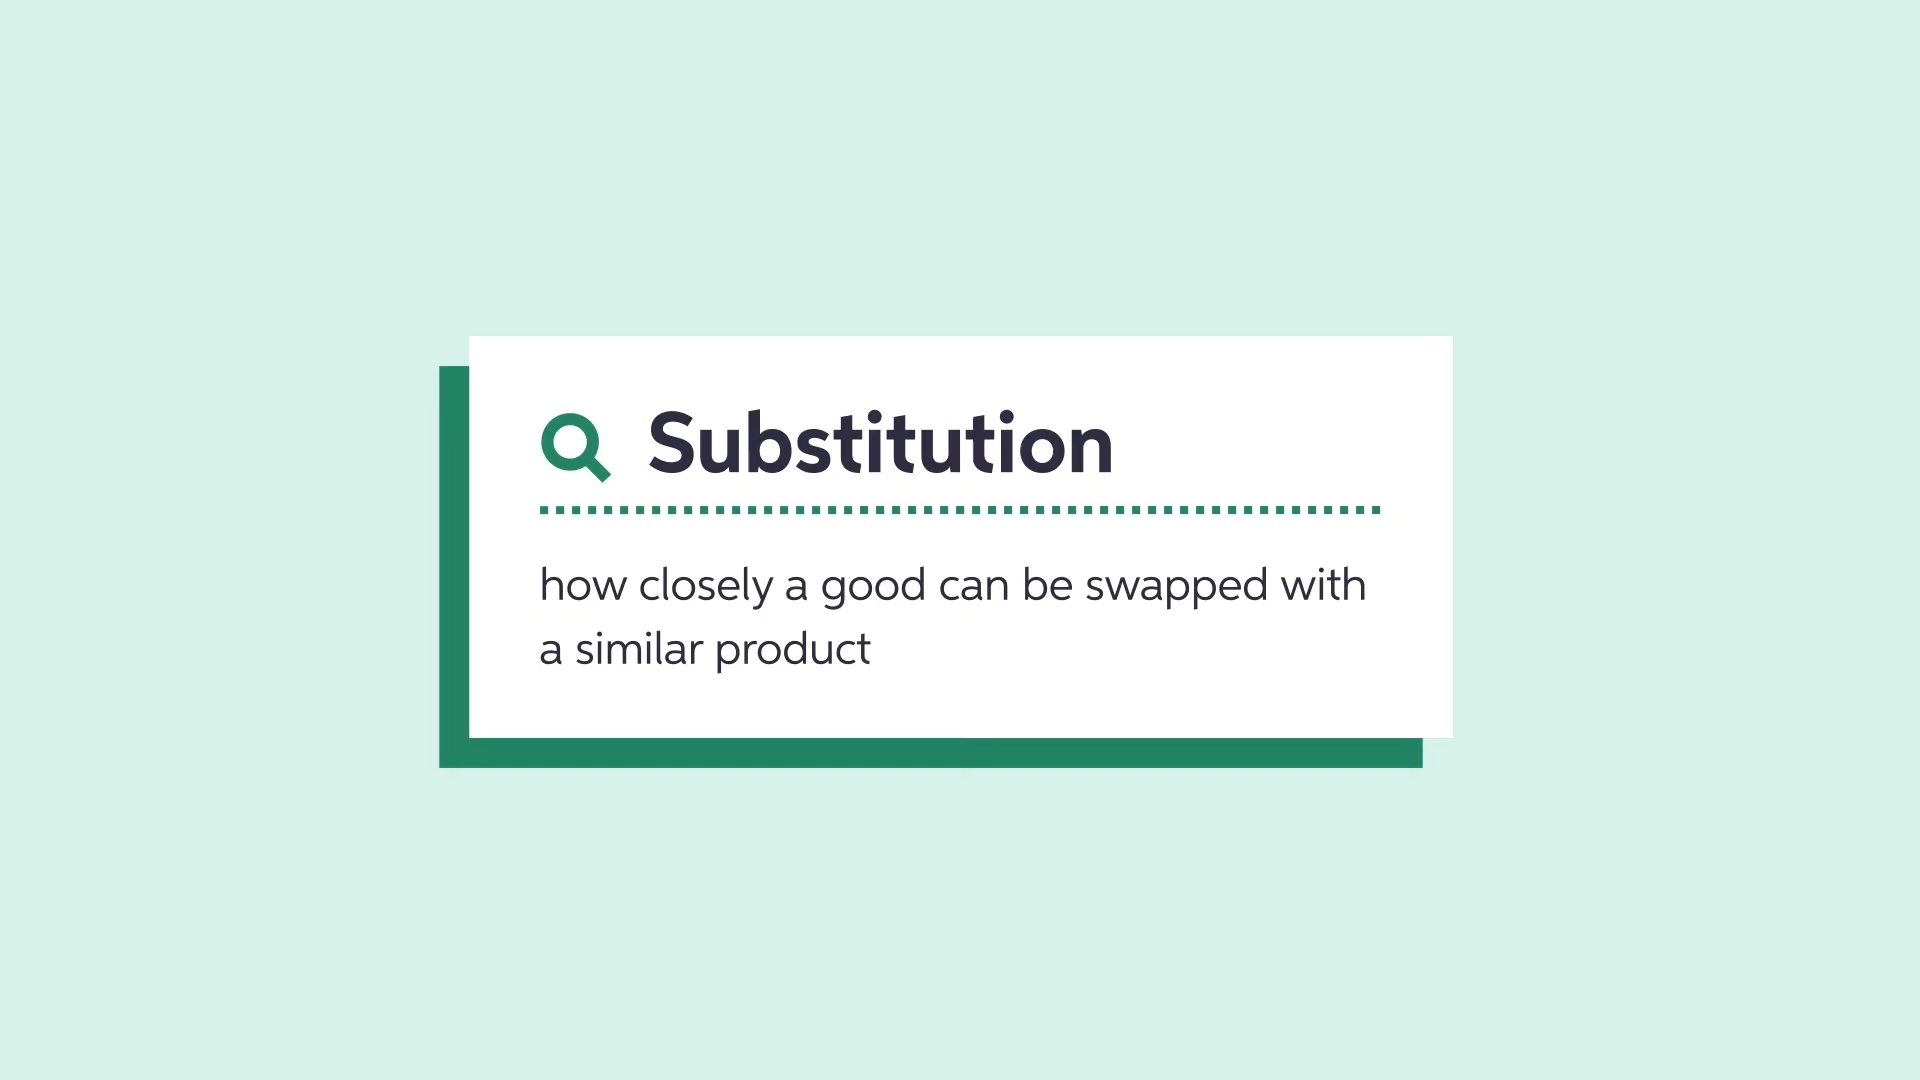 Substitution
how closely a good can be swapped with
a similar product